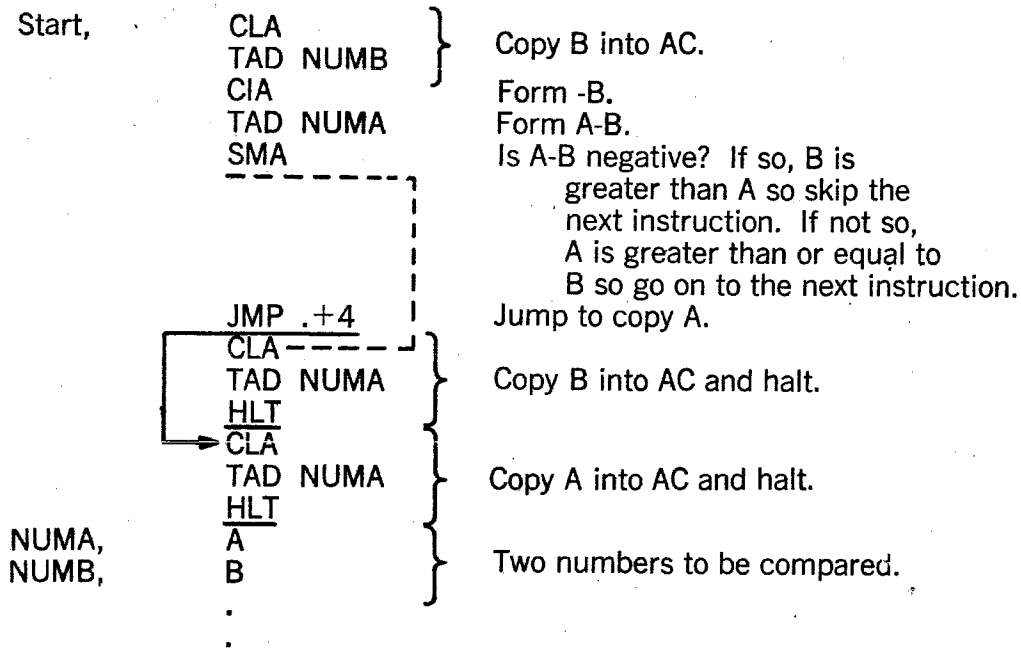 Start, CLA
TAD NUMB Copy B into AC.
CIA Form -B.
TAD NUMA Form A-B.
SMA Is A-B negative? If so, B is
greater than A so skip the
next instruction. If not so,
A is greater than or equal to
B so go on to the next instruction.
JMP .+4 Jump to copy A.
CLA
TAD NUMA Copy B into AC and halt.
HLT
CLA
TAD NUMA Copy A into AC and halt.
HLT
NUMA, A
NUMB, B Two numbers to be compared.
.
.